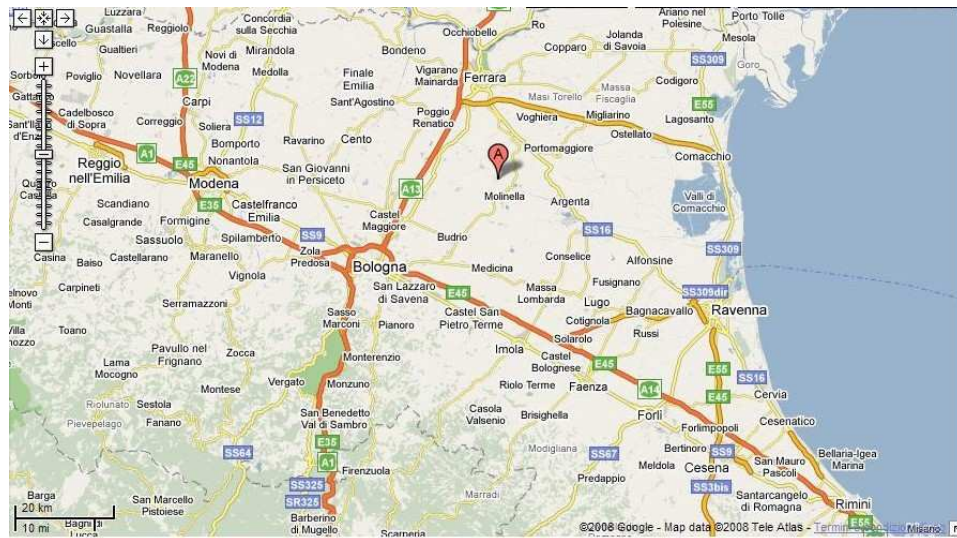 Luzzara
Concordia
sulla Secchia
Ariano nel
Polesine
Porto Tolle
Guastalla
Reggiolo
Ro
Jolanda
di Savoia
Mesola
Occhiobello
Gualtieri
Novi di
Modena
Mirandola
Bondeno
Copparo
SS309
Goro
Poviglio
Novellara
A22
Medolla
Finale
Emilia
Vigarano
Mainarda
Ferrara
Codigoro
Massa
Fiscaglia
Carpi
Sant'Agostino
Masi Torello
E55
Cadelbosco
di Sopra
Correggio
Soliera
SS12
Poggio
Renatico
Voghiera
Migliarino
Lagosanto
Bomporto
Ravarino
Cento
Ostellato
A1
E45
Nonantola
A
Portomaggiore
Comacchio
Reggio
nell'Emilia
Modena
San Giovanni
in Persiceto
A13
Molinella
Valli di
Comacchio
Scandiano
E35
Castelfranco
Emilia
Argenta
Casalgrande
Formigine
Castel
Maggiore
SS16
Sassuolo
Spilamberto
SS9
Budrio
SS309
Casina
Baiso
Castellarano
Maranello
Zola
Predosa
Conselice
Alfonsine
Vignola
Bologna
Medicina
Carpineti
San Lazzaro
di Savena
E45
Massa
Lombarda
Fusignano
SS309dir
Serramazzoni
Lugo
Bagnacavallo
Ravenna
Sasso
Marconi
Pianoro
Castel San
Pietro Terme
Cotignola
Toano
Solarolo
Russi
Pavullo nel
Frignano
Zocca
Monterenzio
Imola
Castel
Bolognese
E45
E55
Lama
Mocogno
Vergato
Monzuno
Riolo Terme
Faenza
A14
SS16
Montese
E45
Cervia
Riolunato
Sestola
San Benedetto
Val di Sambro
Casola
Valsenio
Brisighella
Forlì
Cesenatico
Pievepelago
Fanano
Forlimpopoli
E35
Modigliana
SS67
Bertinoro
SS9
Bellaria-Igea
Marina
SS64
A1
Firenzuola
Meldola
Cesena
San Mauro
Pascoli
SS325
Predappio
SS3bis
Barga
San Marcello
Pistoiese
SR325
Marradi
Santarcangelo
di Romagna
Rimini
20 km
Barberino
di Mugello
10 mi
Bagni di
Lucca
Scarperia
E55
©2008 Google - Map data ©2008 Tele Atlas -
Misano